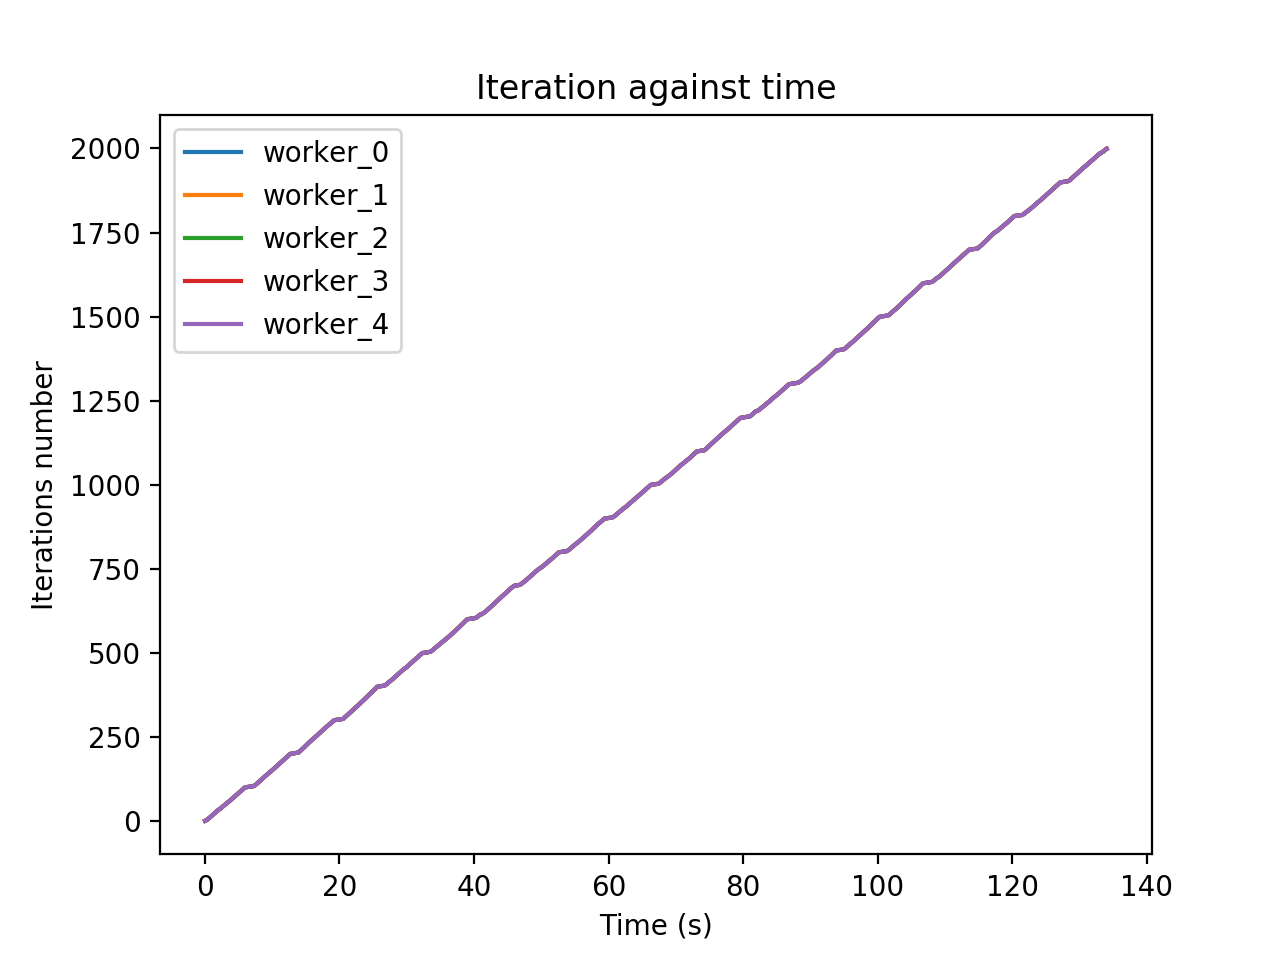 Iteration against time
worker_0
worker_1
worker_2
worker_3
worker_4
Iterations number
2000
1750
1500
1250
1000
750
500
250
0
0 20 40 60 80 100 120 140
Time (s)